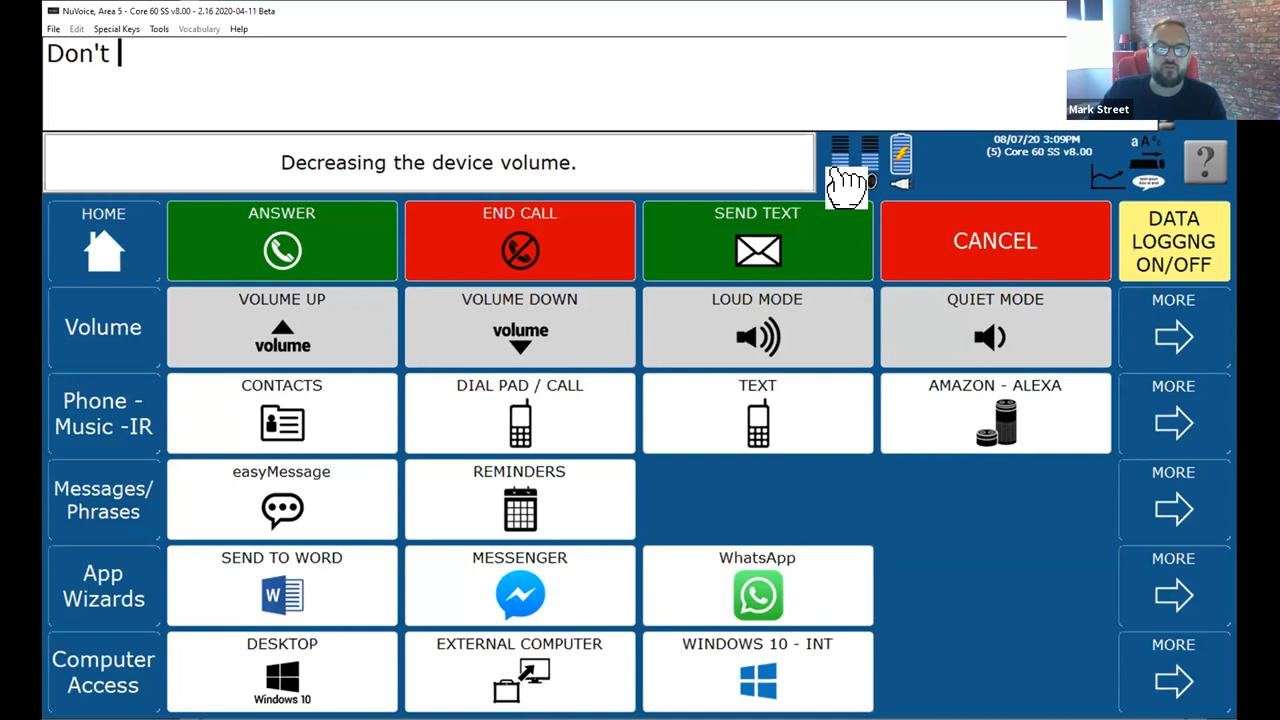 NuVoice, Area 5 - Core 60 SS v8.00 - 2.16 2020-04-11 Beta
File Edit Special Keys Tools Vocabulary Help
Don't
Mark Street
Decreasing the device volume.
08/07/20 3:09PM
(5) Core 60 SS v8.00
?
HOME
ANSWER
END CALL
SEND TEXT
CANCEL
DATA
LOGGNG
ON/OFF
Volume
VOLUME UP
volume
VOLUME DOWN
volume
LOUD MODE
QUIET MODE
MORE
Phone -
Music -IR
CONTACTS
DIAL PAD / CALL
TEXT
AMAZON - ALEXA
MORE
Messages/
Phrases
easyMessage
REMINDERS
MORE
App
Wizards
SEND TO WORD
W
MESSENGER
WhatsApp
MORE
Computer
Access
DESKTOP
Windows 10
EXTERNAL COMPUTER
WINDOWS 10 - INT
MORE